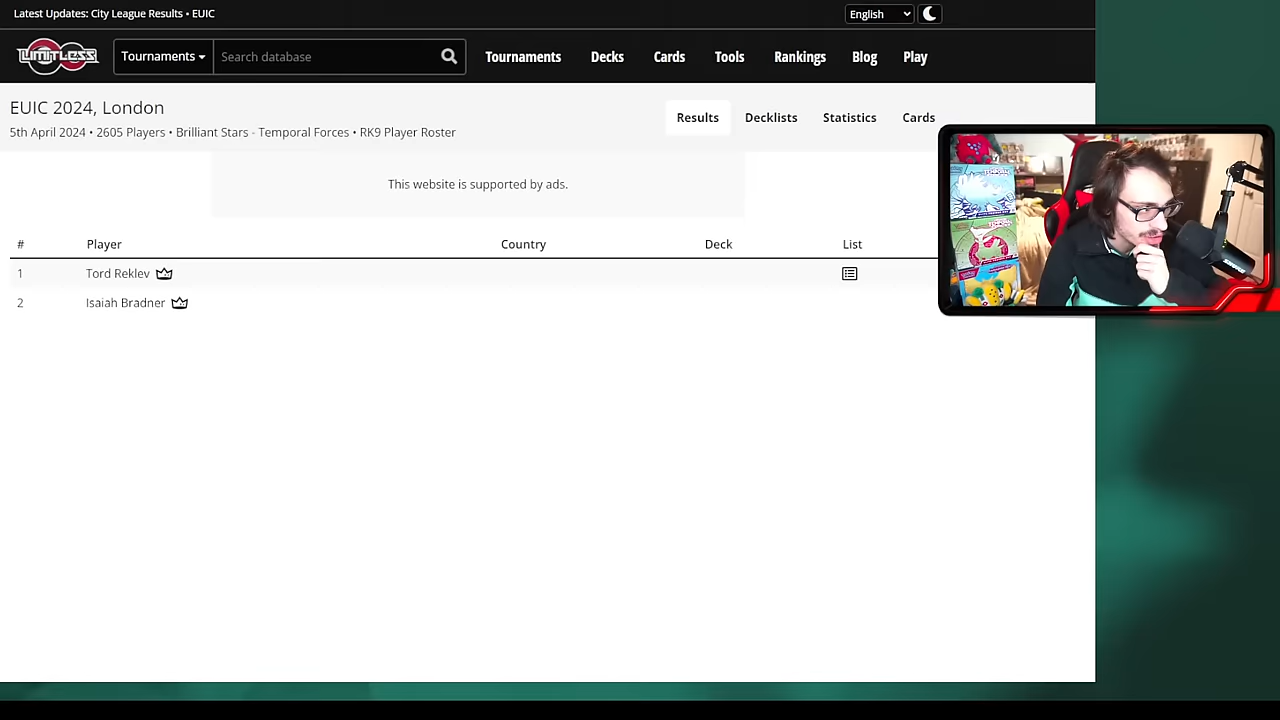 Latest Updates: City League Results • EUIC
English
LIMITLESS
Tournaments
Search database
Tournaments
Decks
Cards
Tools
Rankings
Blog
Play
EUIC 2024, London
5th April 2024 • 2605 Players • Brilliant Stars - Temporal Forces • RK9 Player Roster
Results
Decklists
Statistics
Cards
This website is supported by ads.
# Player Country Deck List
1 Tord Reklev
2 Isaiah Bradner